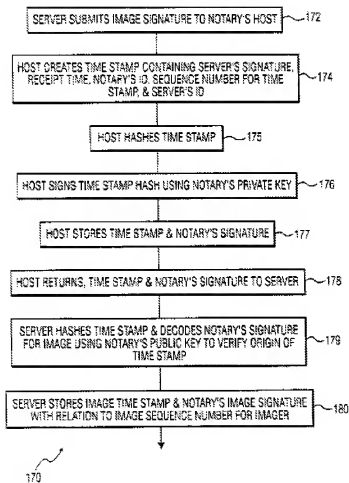 SERVER SUBMITS IMAGE SIGNATURE TO NOTARY'S HOST
172
HOST CREATES TIME STAMP CONTAINING SERVER'S SIGNATURE,
RECEIPT TIME, NOTARY'S ID, SEQUENCE NUMBER FOR TIME
STAMP, & SERVER'S ID
174
HOST HASHES TIME STAMP
175
HOST SIGNS TIME STAMP HASH USING NOTARY'S PRIVATE KEY
176
HOST STORES TIME STAMP & NOTARY'S SIGNATURE
177
HOST RETURNS, TIME STAMP & NOTARY'S SIGNATURE TO SERVER
178
SERVER HASHES TIME STAMP & DECODES NOTARY'S SIGNATURE
FOR IMAGE USING NOTARY'S PUBLIC KEY TO VERIFY ORIGIN OF
TIME STAMP
179
SERVER STORES IMAGE TIME STAMP & NOTARY'S IMAGE SIGNATURE
WITH RELATION TO IMAGE SEQUENCE NUMBER FOR IMAGER
180
170